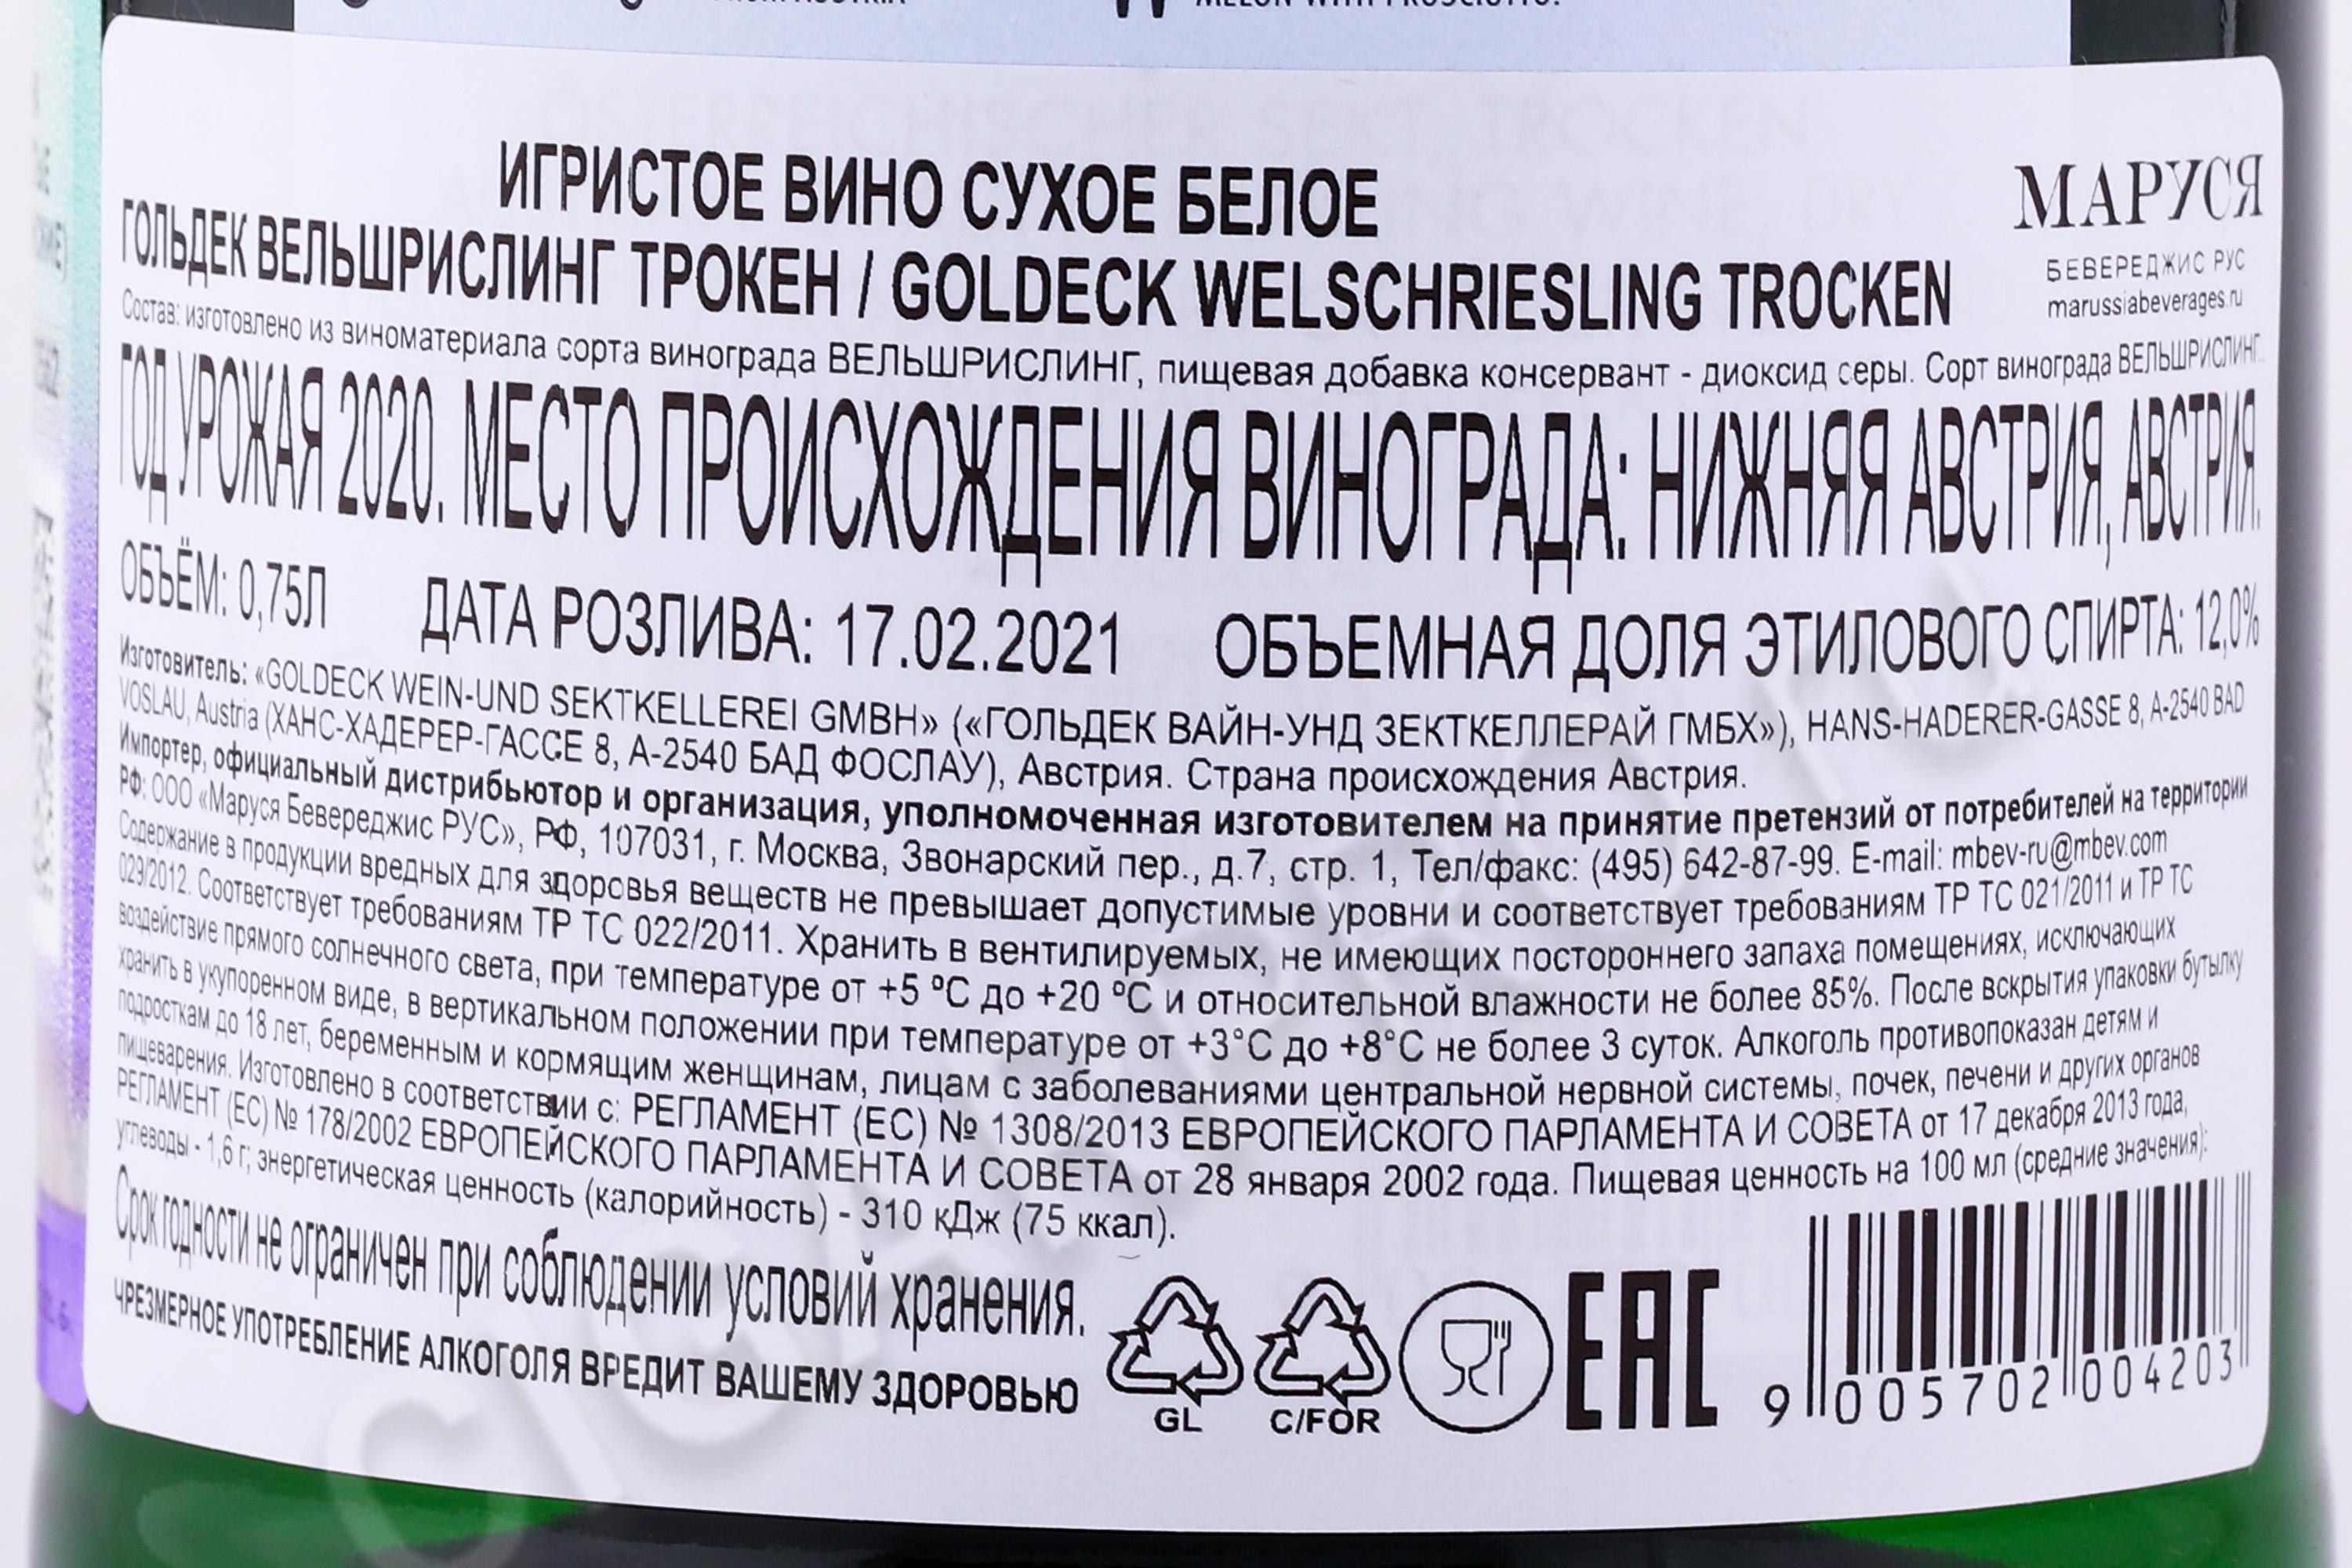 MELON WITH PROSCIUTTO.
ИГРИСТОЕ ВИНО СУХОЕ БЕЛОЕ
ГОЛЬДЕК ВЕЛЬШРИСЛИНГ ТРОКЕН / GOLDECK WELSCHRIESLING TROCKEN
МАРУСЯ
БЕВЕРЕДЖИС РУС
marussiabeverages.ru
Состав: изготовлено из виноматериала сорта винограда ВЕЛЬШРИСЛИНГ, пищевая добавка консервант - диоксид серы. Сорт винограда ВЕЛЬШРИСЛИНГ.
ГОД УРОЖАЯ 2020. МЕСТО ПРОИСХОЖДЕНИЯ ВИНОГРАДА: НИЖНЯЯ АВСТРИЯ, АВСТРИЯ.
ОБЪЁМ: 0,75Л ДАТА РОЗЛИВА: 17.02.2021 ОБЪЕМНАЯ ДОЛЯ ЭТИЛОВОГО СПИРТА: 12,0%
Изготовитель: «GOLDECK WEIN-UND SEKTKELLEREI GMBH» («ГОЛЬДЕК ВАЙН-УНД ЗЕКТКЕЛЛЕРАЙ ГМБХ»), HANS-HADERER-GASSE 8, A-2540 BAD
VOSLAU, Austria (ХАНС-ХАДЕРЕР-ГАССЕ 8, А-2540 БАД ФОСЛАУ), Австрия. Страна происхождения Австрия.
Импортер, официальный дистрибьютор и организация, уполномоченная изготовителем на принятие претензий от потребителей на территории
РФ: ООО «Маруся Бевереджис РУС», РФ, 107031, г. Москва, Звонарский пер., д.7, стр. 1, Тел/факс: (495) 642-87-99. E-mail: mbev-ru@mbev.com
Содержание в продукции вредных для здоровья веществ не превышает допустимые уровни и соответствует требованиям ТР ТС 021/2011 и ТР ТС
029/2012. Соответствует требованиям ТР ТС 022/2011. Хранить в вентилируемых, не имеющих постороннего запаха помещениях, исключающих
воздействие прямого солнечного света, при температуре от +5 °С до +20 °С и относительной влажности не более 85%. После вскрытия упаковки бутылку
хранить в укупоренном виде, в вертикальном положении при температуре от +3°С до +8°С не более 3 суток. Алкоголь противопоказан детям и
подросткам до 18 лет, беременным и кормящим женщинам, лицам с заболеваниями центральной нервной системы, почек, печени и других органов
пищеварения. Изготовлено в соответствии с: РЕГЛАМЕНТ (ЕС) № 1308/2013 ЕВРОПЕЙСКОГО ПАРЛАМЕНТА И СОВЕТА от 17 декабря 2013 года,
РЕГЛАМЕНТ (ЕС) № 178/2002 ЕВРОПЕЙСКОГО ПАРЛАМЕНТА И СОВЕТА от 28 января 2002 года. Пищевая ценность на 100 мл (средние значения):
углеводы - 1,6 г; энергетическая ценность (калорийность) - 310 кДж (75 ккал).
Срок годности не ограничен при соблюдении условий хранения.
ЧРЕЗМЕРНОЕ УПОТРЕБЛЕНИЕ АЛКОГОЛЯ ВРЕДИТ ВАШЕМУ ЗДОРОВЬЮ
GL
C/FOR
EAC
9 005702 004203